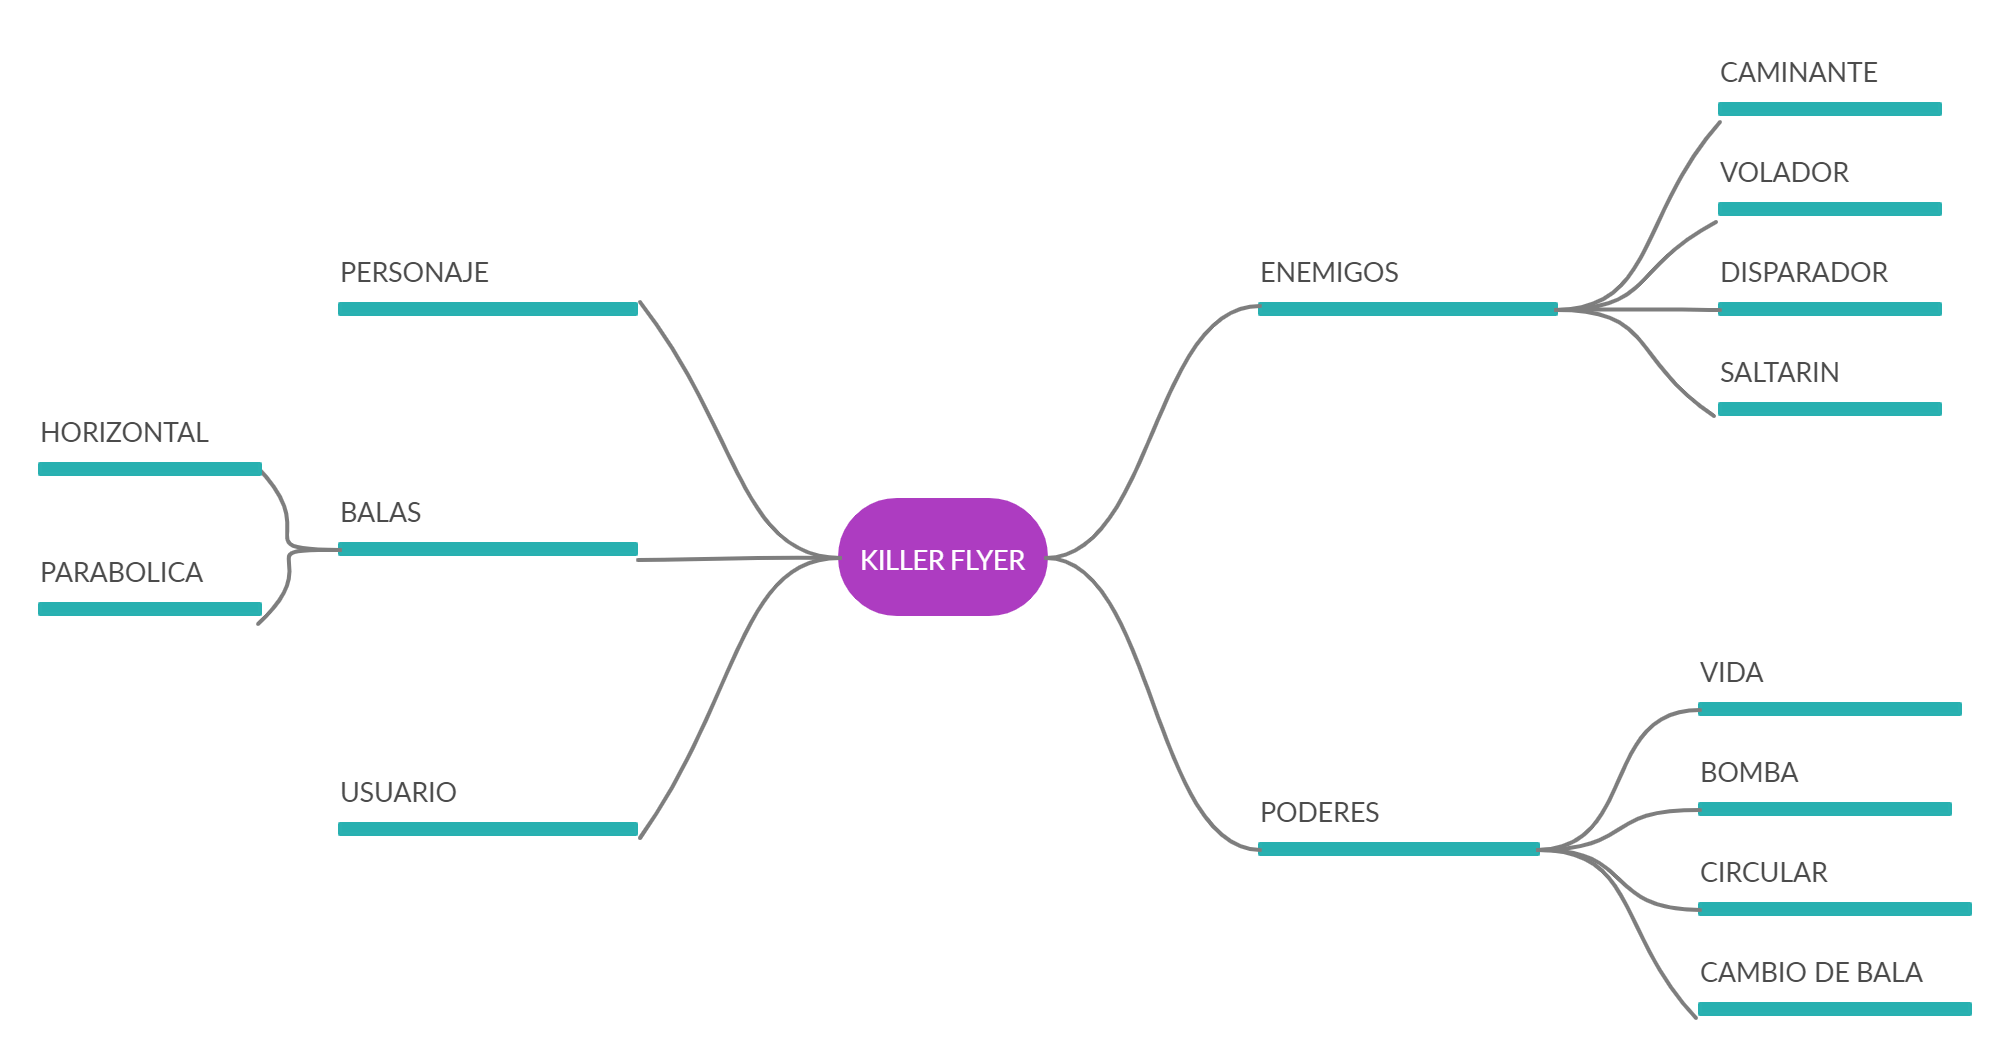 CAMINANTE
VOLADOR
PERSONAJE
ENEMIGOS
DISPARADOR
SALTARIN
HORIZONTAL
BALAS
KILLER FLYER
PARABOLICA
VIDA
BOMBA
USUARIO
PODERES
CIRCULAR
CAMBIO DE BALA